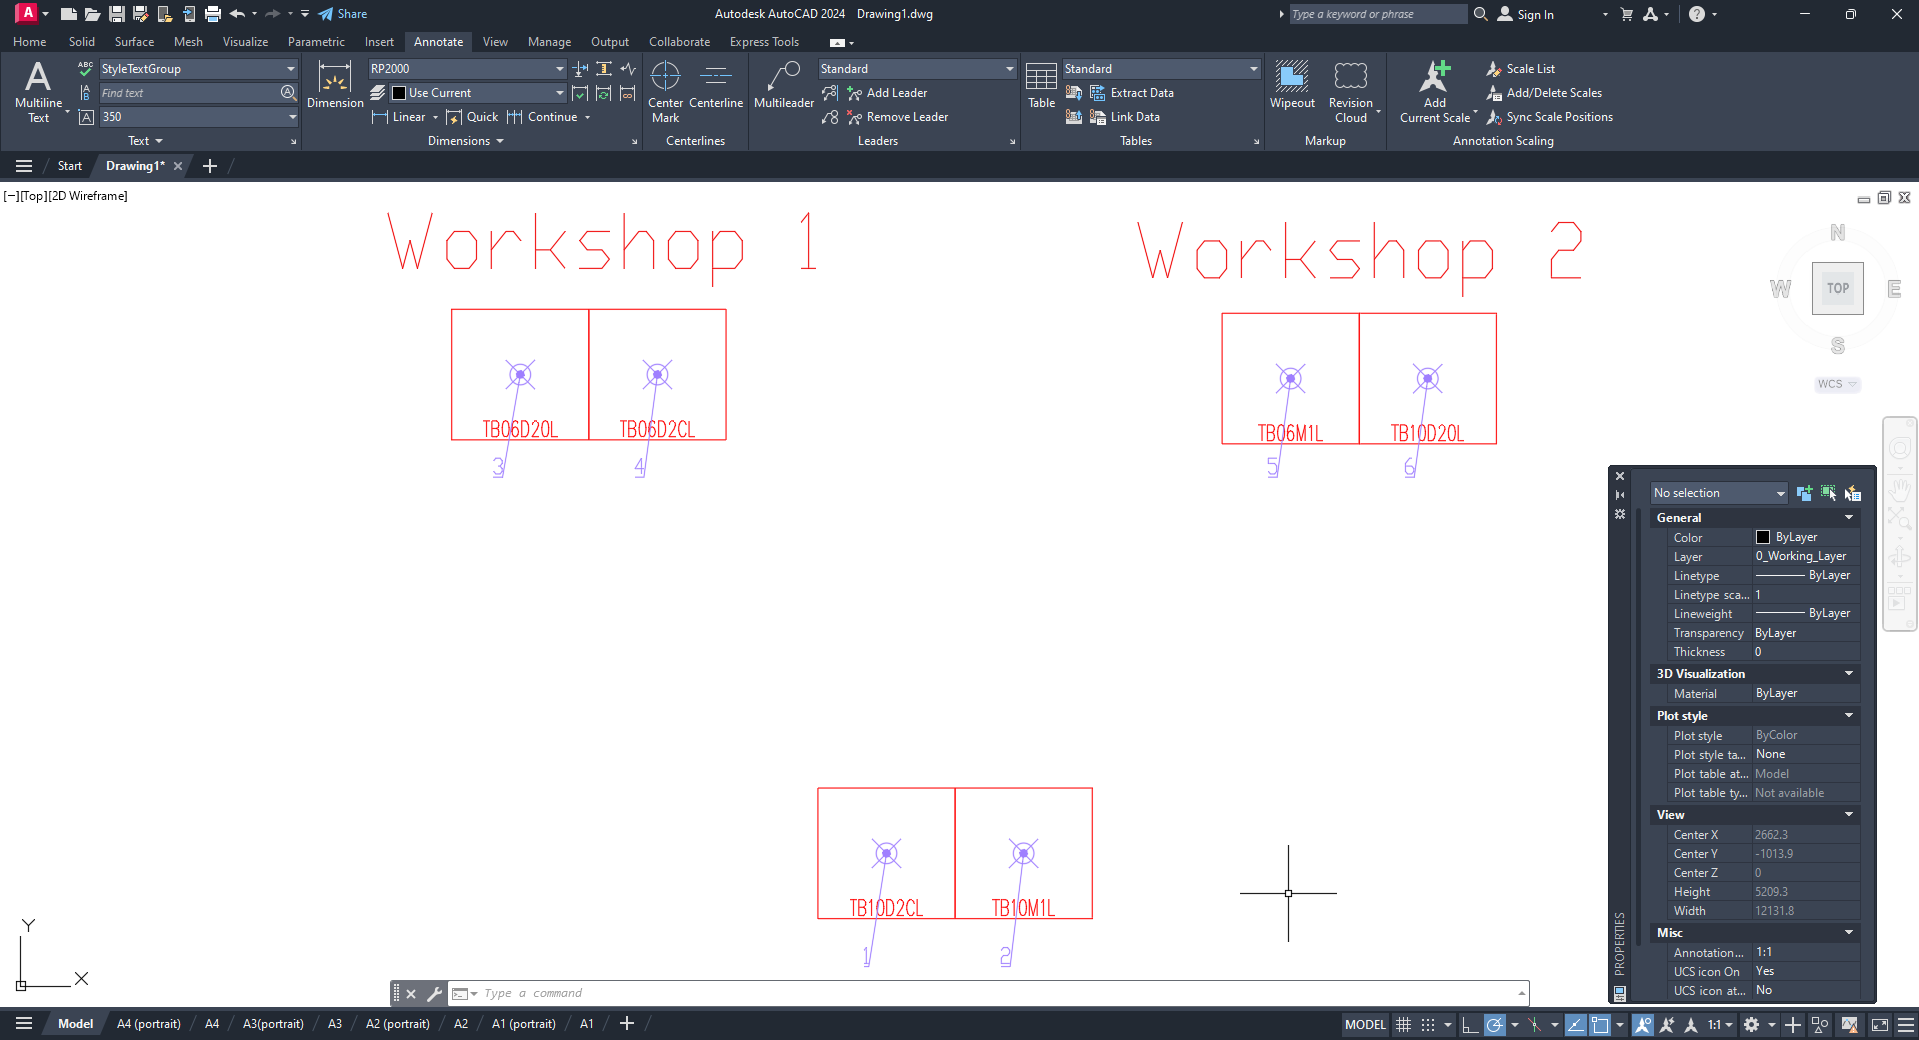 A Share Autodesk AutoCAD 2024 Drawing1.dwg Type a keyword or phrase Sign In
Home Solid Surface Mesh Visualize Parametric Insert Annotate View Manage Output Collaborate Express Tools
StyleTextGroup RP2000 Standard Standard Scale List
Find text Use Current Add Leader Extract Data Add/Delete Scales
Multiline Text 350 Dimension Linear Quick Continue Center Mark Centerline Multileader Remove Leader Table Link Data Wipeout Revision Cloud Add Current Scale Sync Scale Positions
Text Dimensions Centerlines Leaders Tables Markup Annotation Scaling
Start Drawing1*
[−][Top][2D Wireframe]
Workshop 1
Workshop 2
N
W TOP E
S
WCS
TB06D20L TB06D2CL
3 4
TB06M1L TB10D20L
5 6
TB10D2CL TB10M1L
1 2
No selection
General
Color ByLayer
Layer 0_Working_Layer
Linetype ByLayer
Linetype sca... 1
Lineweight ByLayer
Transparency ByLayer
Thickness 0
3D Visualization
Material ByLayer
Plot style
Plot style ByColor
Plot style ta... None
Plot table at... Model
Plot table ty... Not available
View
Center X 2662.3
Center Y -1013.9
Center Z 0
Height 5209.3
Width 12131.8
Misc
Annotation... 1:1
UCS icon On Yes
UCS icon at... No
PROPERTIES
Y
X
Type a command
Model A4 (portrait) A4 A3(portrait) A3 A2 (portrait) A2 A1 (portrait) A1 MODEL 1:1